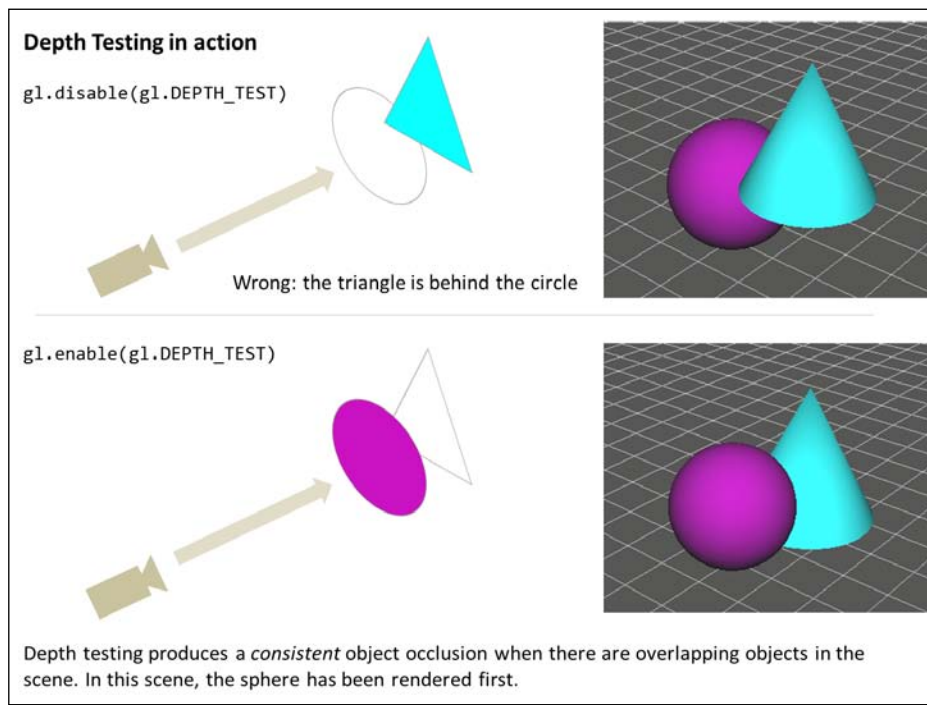 Depth Testing in action
gl.disable(gl.DEPTH_TEST)
Wrong: the triangle is behind the circle
gl.enable(gl.DEPTH_TEST)
Depth testing produces a consistent object occlusion when there are overlapping objects in the
scene. In this scene, the sphere has been rendered first.